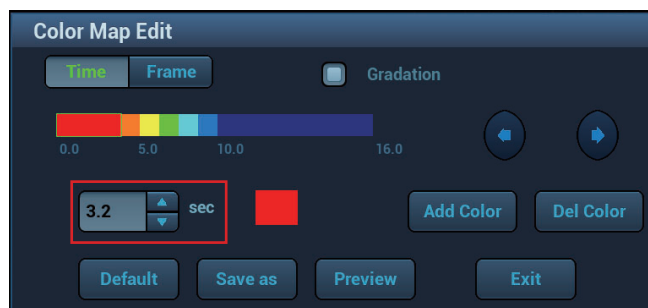 Color Map Edit
Time Frame Gradation
0.0 5.0 10.0 16.0
3.2 sec Add Color Del Color
Default Save as Preview Exit